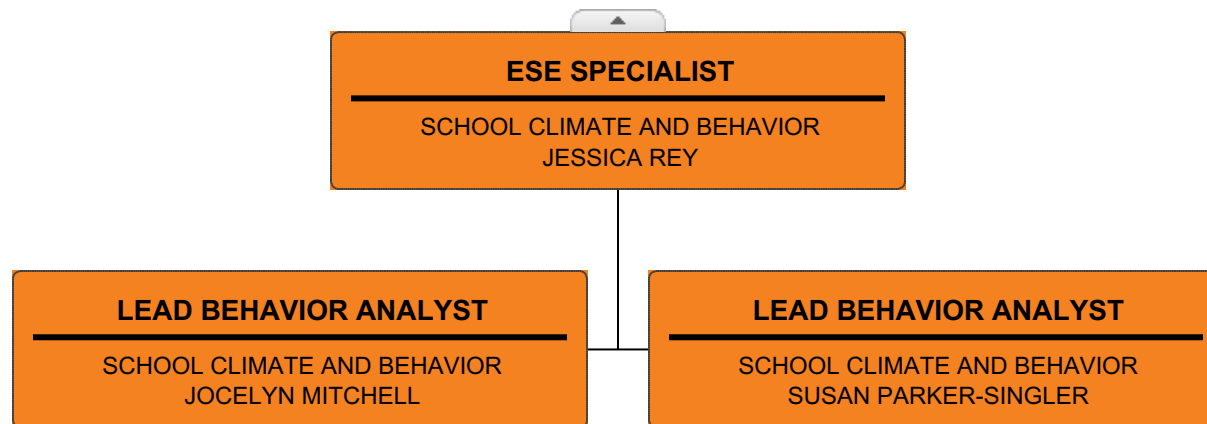 ESE SPECIALIST
SCHOOL CLIMATE AND BEHAVIOR
JESSICA REY
LEAD BEHAVIOR ANALYST
SCHOOL CLIMATE AND BEHAVIOR
JOCELYN MITCHELL
LEAD BEHAVIOR ANALYST
SCHOOL CLIMATE AND BEHAVIOR
SUSAN PARKER-SINGLER